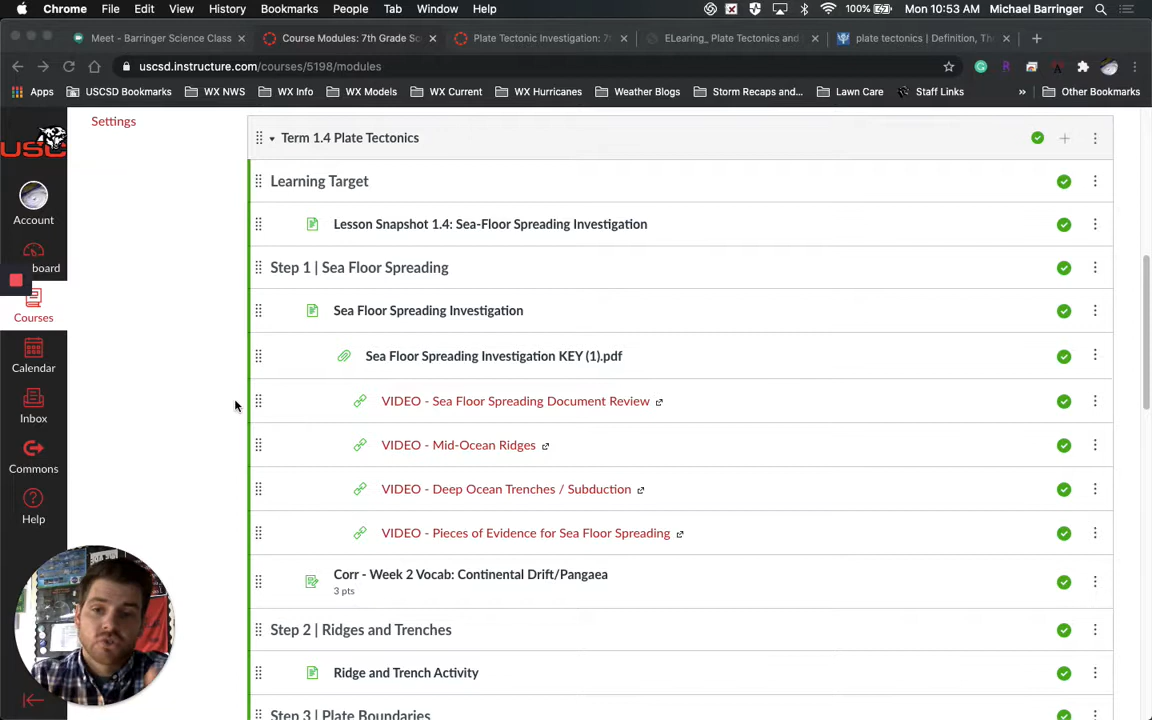 Chrome File Edit View History Bookmarks People Tab Window Help 100% Mon 10:53 AM Michael Barringer
Meet - Barringer Science Class Course Modules: 7th Grade Sc Plate Tectonic Investigation: 7t ELearing_ Plate Tectonics and plate tectonics | Definition, Th
uscsd.instructure.com/courses/5198/modules
Apps USCSD Bookmarks WX NWS WX Info WX Models WX Current WX Hurricanes Weather Blogs Storm Recaps and... Lawn Care Staff Links » Other Bookmarks
Settings
USC
Account
board
Courses
Calendar
Inbox
Commons
Help
Term 1.4 Plate Tectonics
Learning Target
Lesson Snapshot 1.4: Sea-Floor Spreading Investigation
Step 1 | Sea Floor Spreading
Sea Floor Spreading Investigation
Sea Floor Spreading Investigation KEY (1).pdf
VIDEO - Sea Floor Spreading Document Review
VIDEO - Mid-Ocean Ridges
VIDEO - Deep Ocean Trenches / Subduction
VIDEO - Pieces of Evidence for Sea Floor Spreading
Corr - Week 2 Vocab: Continental Drift/Pangaea
3 pts
Step 2 | Ridges and Trenches
Ridge and Trench Activity
Step 3 | Plate Boundaries